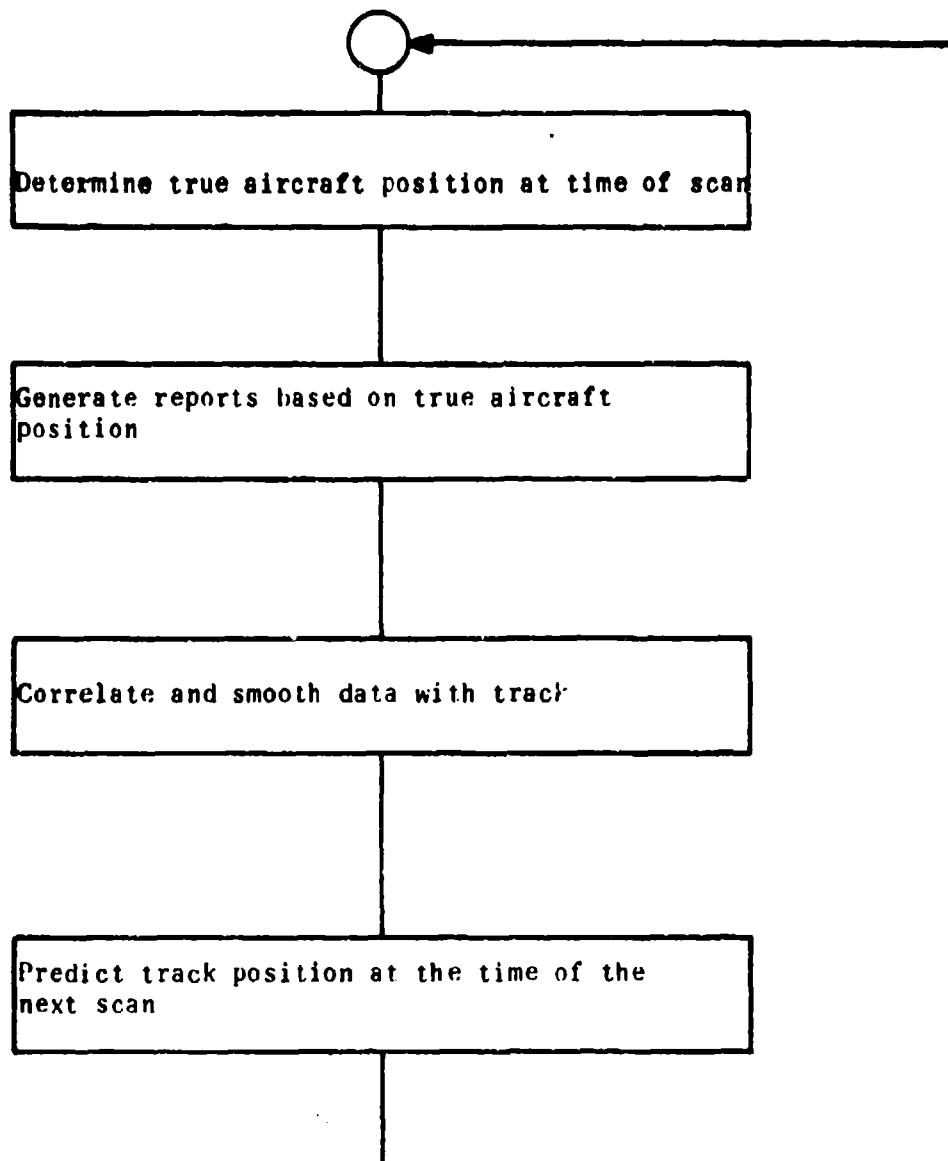 Determine true aircraft position at time of scan
Generate reports based on true aircraft
position
Correlate and smooth data with track
Predict track position at the time of the
next scan